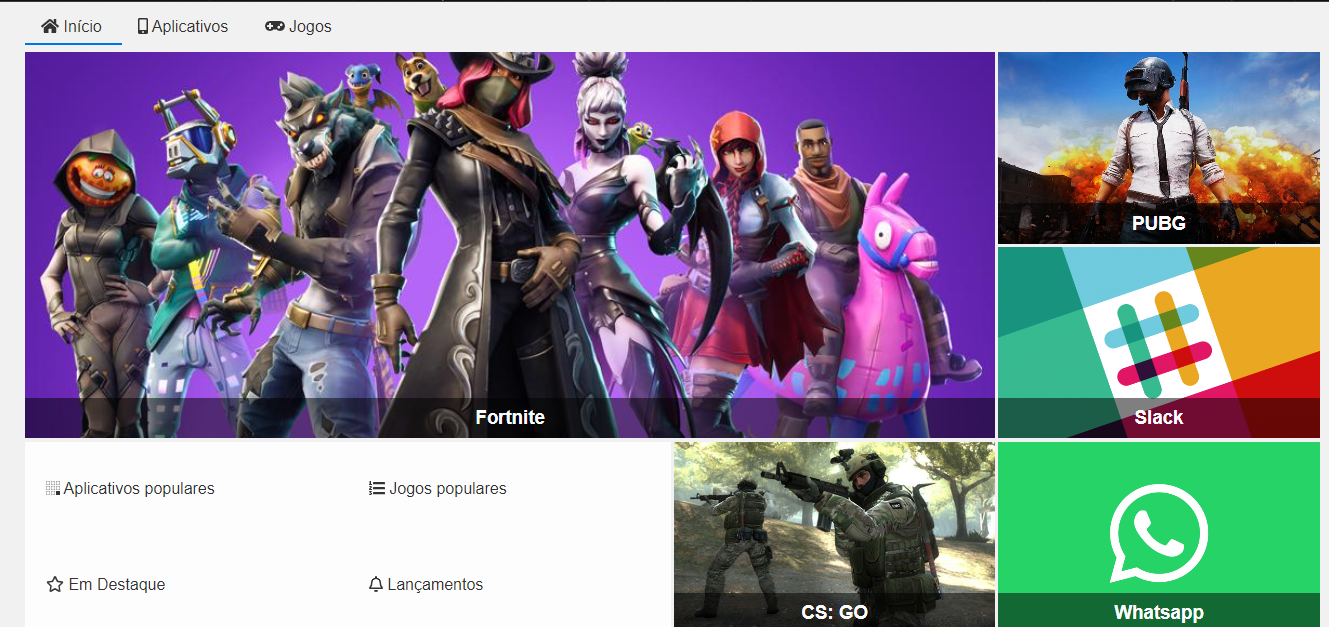 Início
Aplicativos
Jogos
PUBG
Fortnite
Slack
Aplicativos populares
Jogos populares
Em Destaque
Lançamentos
CS: GO
Whatsapp